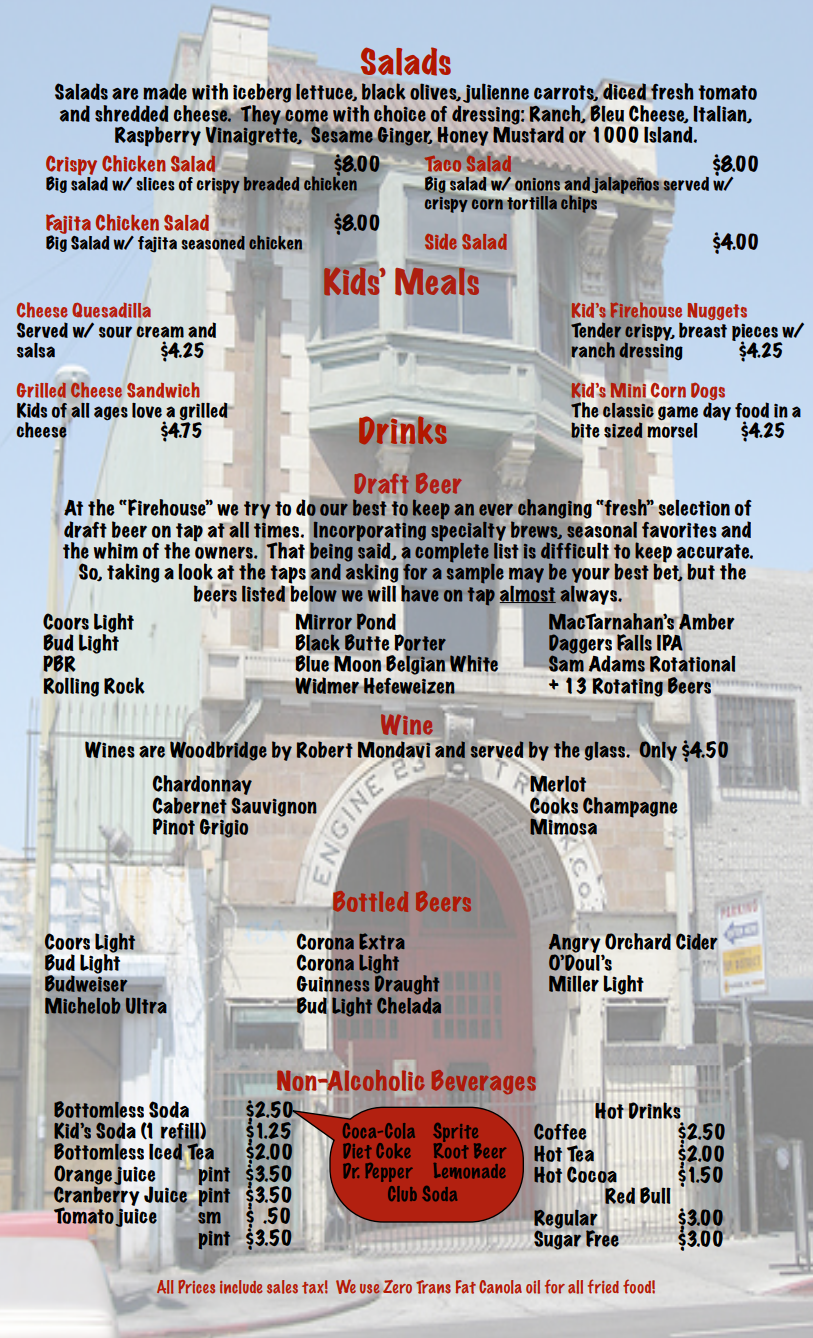 Salads
Salads are made with iceberg lettuce, black olives, julienne carrots, diced fresh tomato
and shredded cheese. They come with choice of dressing: Ranch, Bleu Cheese, Italian,
Raspberry Vinaigrette, Sesame Ginger, Honey Mustard or 1000 Island.
Crispy Chicken Salad $8.00
Big salad w/ slices of crispy breaded chicken
Fajita Chicken Salad $8.00
Big Salad w/ fajita seasoned chicken
Taco Salad $8.00
Big salad w/ onions and jalapeños served w/
crispy corn tortilla chips
Side Salad $4.00
Kids' Meals
Cheese Quesadilla
Served w/ sour cream and
salsa $4.25
Grilled Cheese Sandwich
Kids of all ages love a grilled
cheese $4.75
Kid's Firehouse Nuggets
Tender crispy, breast pieces w/
ranch dressing $4.25
Kid's Mini Corn Dogs
The classic game day food in a
bite sized morsel $4.25
Drinks
Draft Beer
At the "Firehouse" we try to do our best to keep an ever changing "fresh" selection of
draft beer on tap at all times. Incorporating specialty brews, seasonal favorites and
the whim of the owners. That being said, a complete list is difficult to keep accurate.
So, taking a look at the taps and asking for a sample may be your best bet, but the
beers listed below we will have on tap almost always.
Coors Light
Bud Light
PBR
Rolling Rock
Mirror Pond
Black Butte Porter
Blue Moon Belgian White
Widmer Hefeweizen
MacTarnahan's Amber
Daggers Falls IPA
Sam Adams Rotational
+ 13 Rotating Beers
Wine
Wines are Woodbridge by Robert Mondavi and served by the glass. Only $4.50
Chardonnay
Cabernet Sauvignon
Pinot Grigio
Merlot
Cooks Champagne
Mimosa
ENGINE 23 TRUCK CO.
Bottled Beers
Coors Light
Bud Light
Budweiser
Michelob Ultra
Corona Extra
Corona Light
Guinness Draught
Bud Light Chelada
Angry Orchard Cider
O'Doul's
Miller Light
PARKING
Non-Alcoholic Beverages
Bottomless Soda $2.50
Kid's Soda (1 refill) $1.25
Bottomless Iced Tea $2.00
Orange juice pint $3.50
Cranberry Juice pint $3.50
Tomato juice sm $ .50
pint $3.50
Coca-Cola Sprite
Diet Coke Root Beer
Dr. Pepper Lemonade
Club Soda
Hot Drinks
Coffee $2.50
Hot Tea $2.00
Hot Cocoa $1.50
Red Bull
Regular $3.00
Sugar Free $3.00
All Prices include sales tax! We use Zero Trans Fat Canola oil for all fried food!